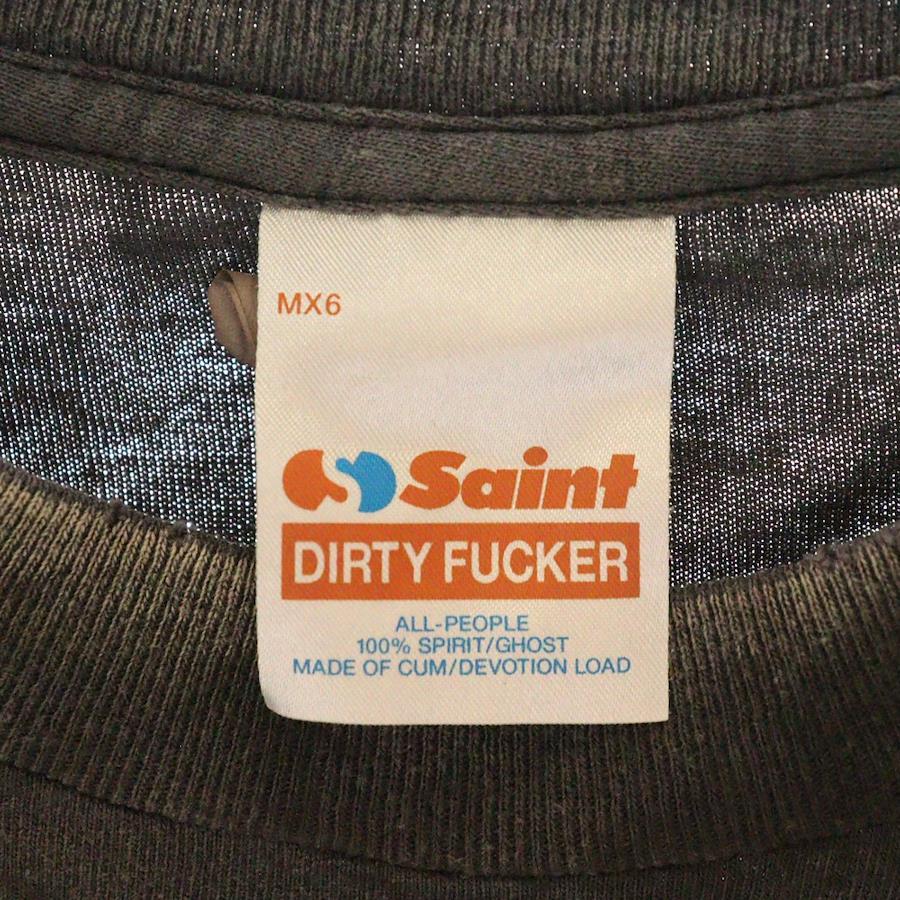 MX6
Saint
DIRTY FUCKER
ALL-PEOPLE
100% SPIRIT/GHOST
MADE OF CUM/DEVOTION LOAD